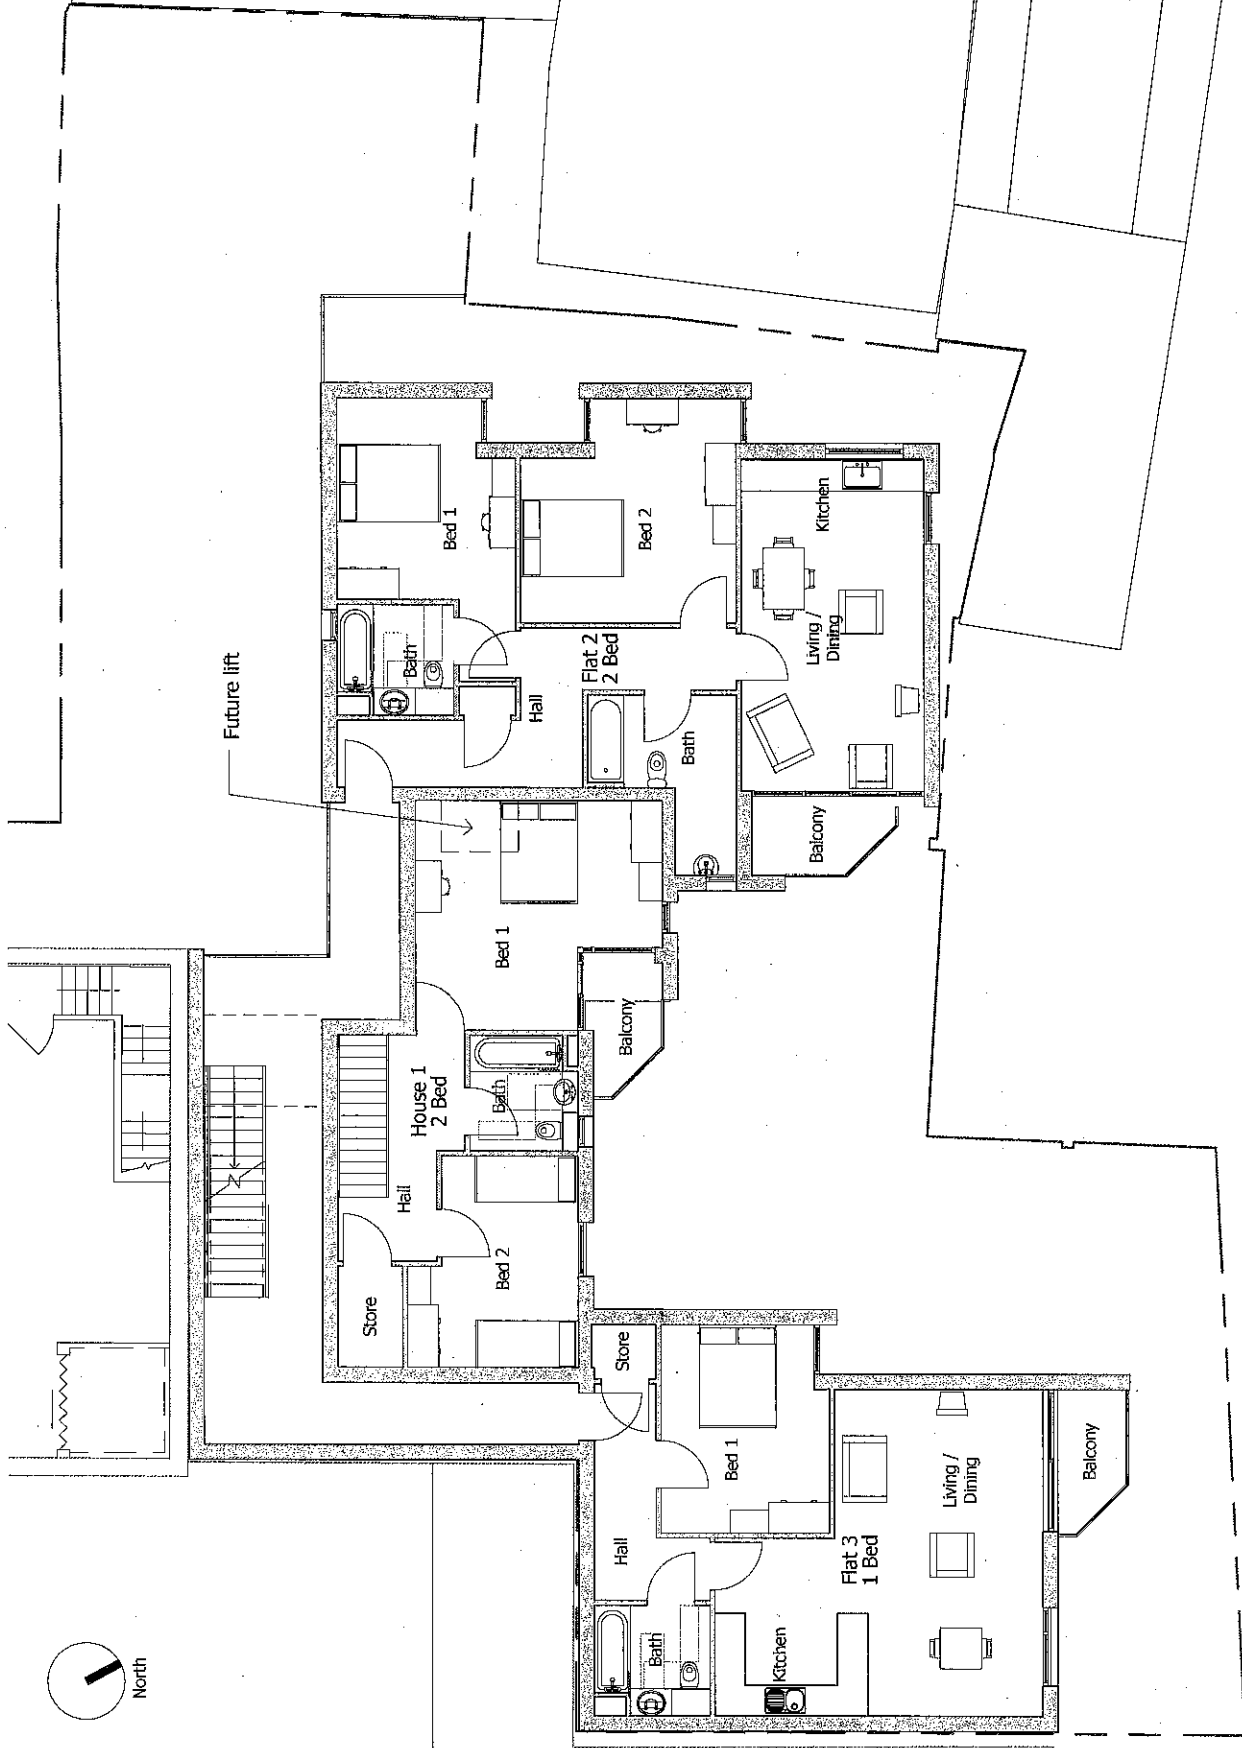 Future lift
Bed 1
Bath
Hall
Flat 2
2 Bed
Bed 2
Kitchen
Living /
Dining
Bath
Balcony
Bed 1
Balcony
House 1
2 Bed
Bath
Hall
Store
Bed 2
Store
Bed 1
Hall
Bath
Flat 3
1 Bed
Kitchen
Living /
Dining
Balcony
North